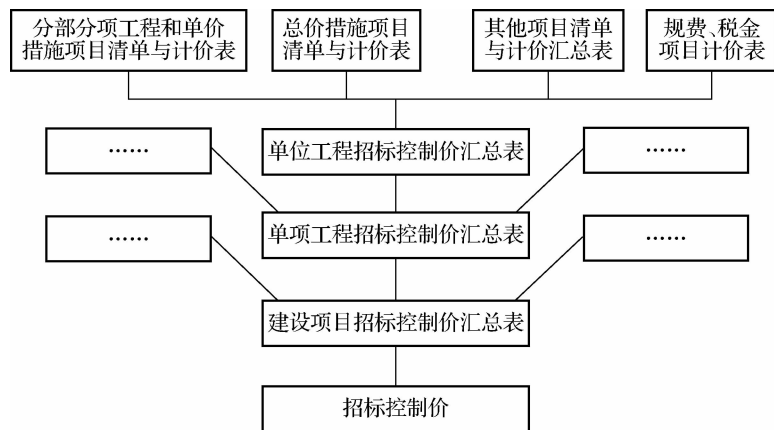 分部分项工程和单价
措施项目清单与计价表
总价措施项目
清单与计价表
其他项目清单
与计价汇总表
规费、税金
项目计价表
……
单位工程招标控制价汇总表
……
……
单项工程招标控制价汇总表
……
建设项目招标控制价汇总表
招标控制价